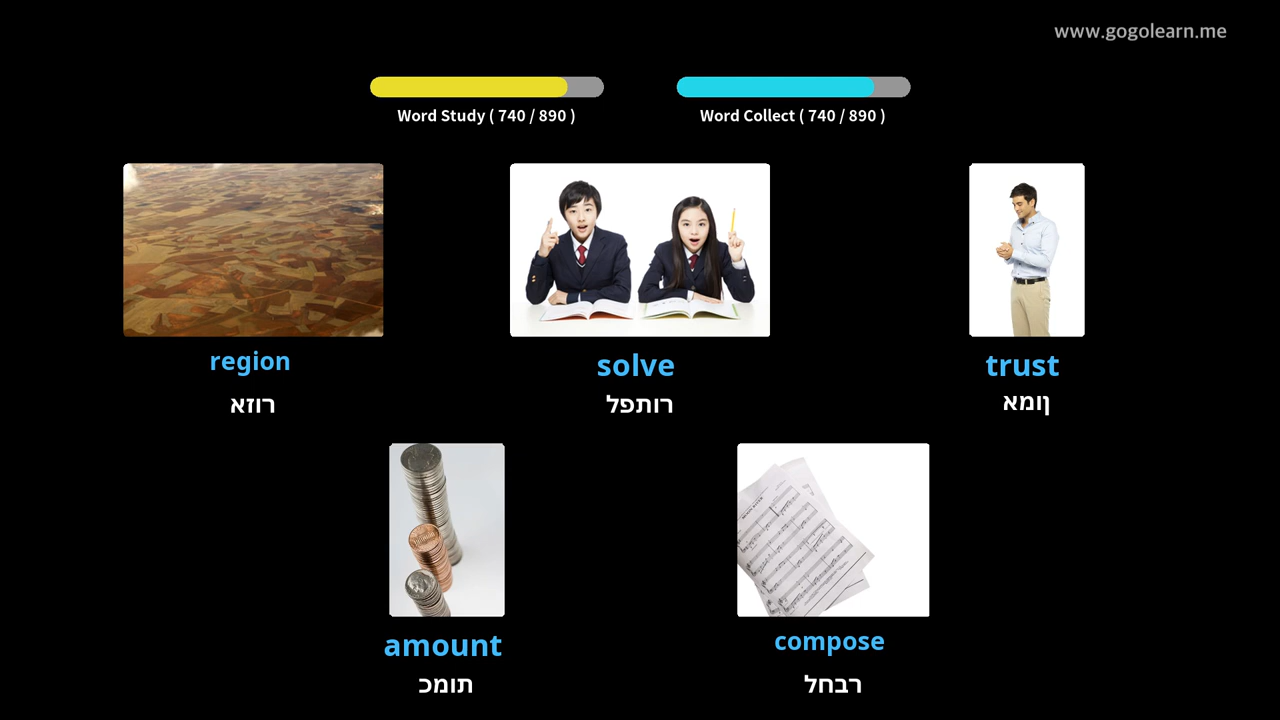 www.gogolearn.me
Word Study ( 740 / 890 )
Word Collect ( 740 / 890 )
region
רוזא
solve
רותפל
trust
ןומא
amount
תומכ
compose
רבחל